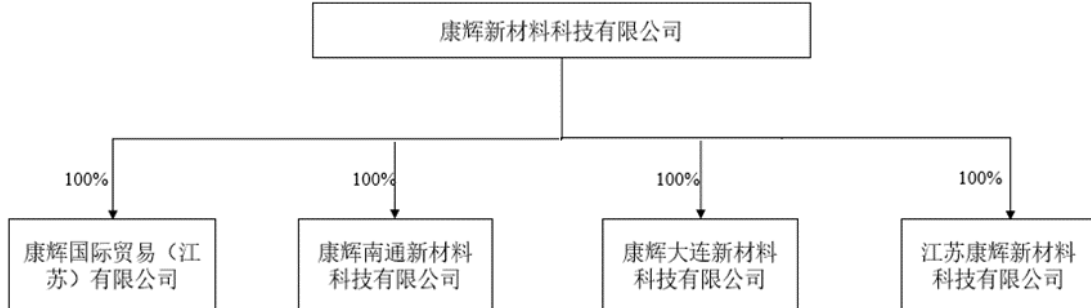 康辉新材料科技有限公司
100%
100%
100%
100%
康辉国际贸易（江
苏）有限公司
康辉南通新材料
科技有限公司
康辉大连新材料
科技有限公司
江苏康辉新材料
科技有限公司